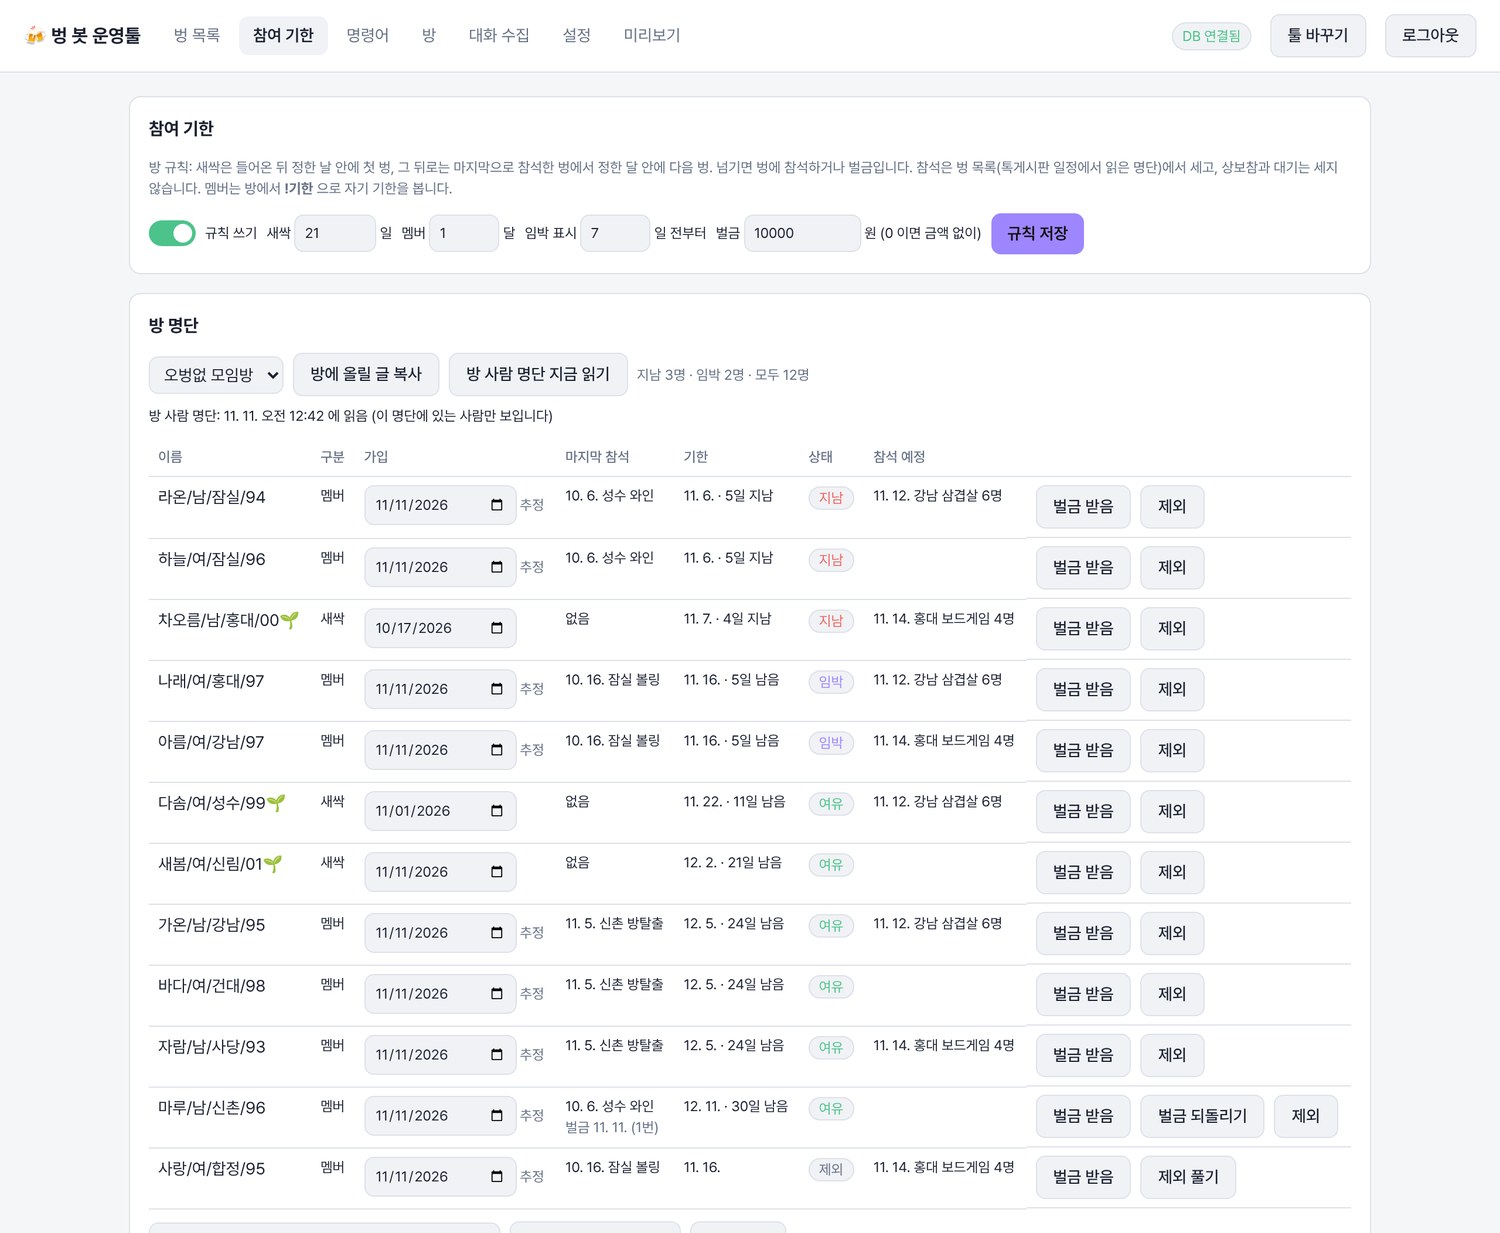 🍻 벙 봇 운영툴 벙 목록 참여 기한 명령어 방 대화 수집 설정 미리보기 DB 연결됨 툴 바꾸기 로그아웃
참여 기한
방 규칙: 새싹은 들어온 뒤 정한 날 안에 첫 벙, 그 뒤로는 마지막으로 참석한 벙에서 정한 달 안에 다음 벙. 넘기면 벙에 참석하거나 벌금입니다. 참석은 벙 목록(톡게시판 일정에서 읽은 명단)에서 세고, 상보참과 대기는 세지
않습니다. 멤버는 방에서 !기한 으로 자기 기한을 봅니다.
규칙 쓰기 새싹 21 일 멤버 1 달 임박 표시 7 일 전부터 벌금 10000 원 (0 이면 금액 없이) 규칙 저장
방 명단
오벙없 모임방 방에 올릴 글 복사 방 사람 명단 지금 읽기 지남 3명 · 임박 2명 · 모두 12명
방 사람 명단: 11. 11. 오전 12:42 에 읽음 (이 명단에 있는 사람만 보입니다)
이름 구분 가입 마지막 참석 기한 상태 참석 예정
라온/남/잠실/94 멤버 11/11/2026 추정 10. 6. 성수 와인 11. 6. · 5일 지남 지남 11. 12. 강남 삼겹살 6명 벌금 받음 제외
하늘/여/잠실/96 멤버 11/11/2026 추정 10. 6. 성수 와인 11. 6. · 5일 지남 지남 벌금 받음 제외
차오름/남/홍대/00🌱 새싹 10/17/2026 없음 11. 7. · 4일 지남 지남 11. 14. 홍대 보드게임 4명 벌금 받음 제외
나래/여/홍대/97 멤버 11/11/2026 추정 10. 16. 잠실 볼링 11. 16. · 5일 남음 임박 11. 12. 강남 삼겹살 6명 벌금 받음 제외
아름/여/강남/97 멤버 11/11/2026 추정 10. 16. 잠실 볼링 11. 16. · 5일 남음 임박 11. 14. 홍대 보드게임 4명 벌금 받음 제외
다솜/여/성수/99🌱 새싹 11/01/2026 없음 11. 22. · 11일 남음 여유 11. 12. 강남 삼겹살 6명 벌금 받음 제외
새봄/여/신림/01🌱 새싹 11/11/2026 없음 12. 2. · 21일 남음 여유 벌금 받음 제외
가온/남/강남/95 멤버 11/11/2026 추정 11. 5. 신촌 방탈출 12. 5. · 24일 남음 여유 11. 12. 강남 삼겹살 6명 벌금 받음 제외
바다/여/건대/98 멤버 11/11/2026 추정 11. 5. 신촌 방탈출 12. 5. · 24일 남음 여유 벌금 받음 제외
자람/남/사당/93 멤버 11/11/2026 추정 11. 5. 신촌 방탈출 12. 5. · 24일 남음 여유 11. 14. 홍대 보드게임 4명 벌금 받음 제외
마루/남/신촌/96 멤버 11/11/2026 추정 10. 6. 성수 와인 12. 11. · 30일 남음 여유 벌금 받음 벌금 되돌리기 제외
벌금 11. 11. (1번)
사랑/여/합정/95 멤버 11/11/2026 추정 10. 16. 잠실 볼링 11. 16. 제외 11. 14. 홍대 보드게임 4명 벌금 받음 제외 풀기